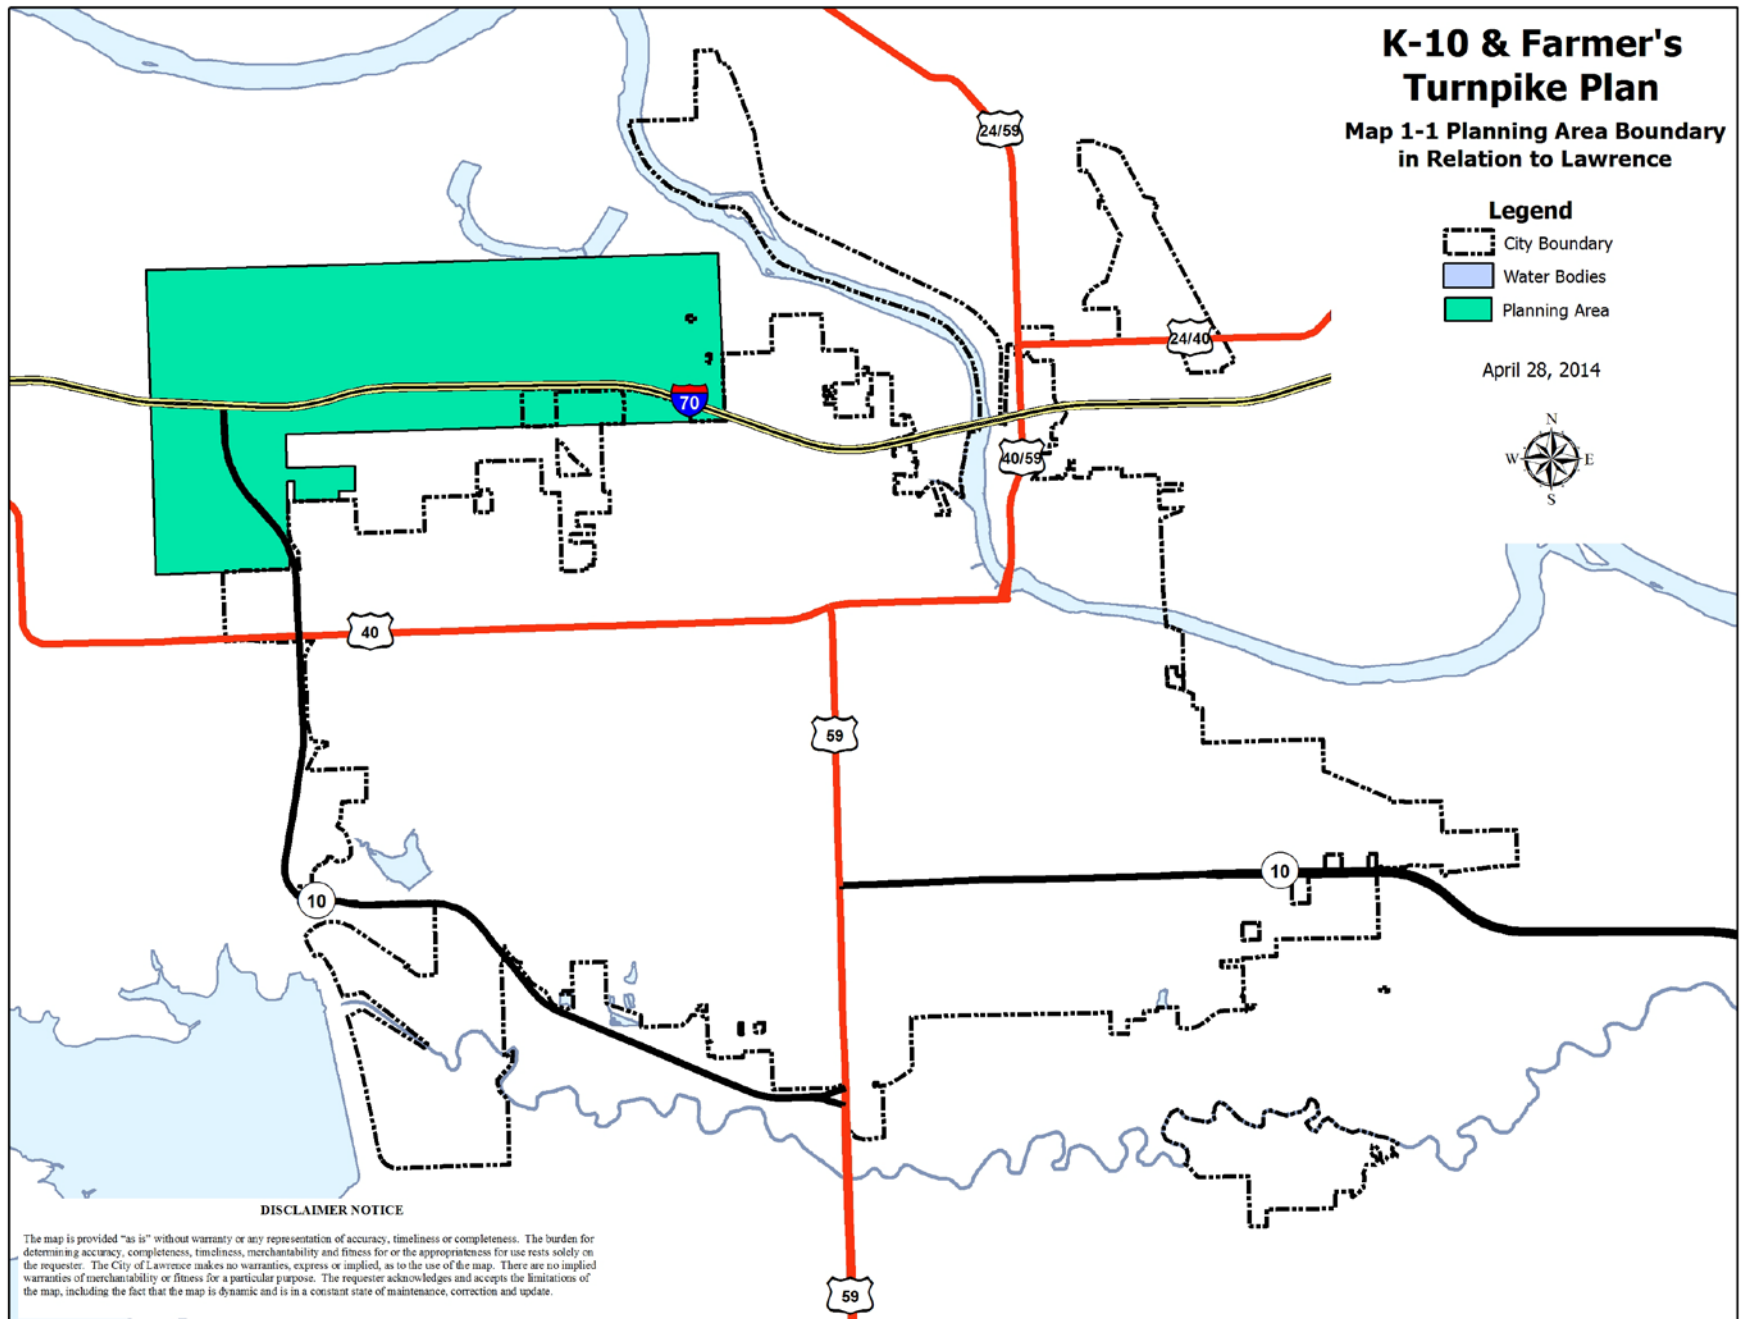 K-10 & Farmer's
Turnpike Plan
Map 1-1 Planning Area Boundary
in Relation to Lawrence
Legend
City Boundary
Water Bodies
Planning Area
April 28, 2014
N
W E
S
24/59
24/40
70
40/59
40
59
10
10
59
DISCLAIMER NOTICE
The map is provided "as is" without warranty or any representation of accuracy, timeliness or completeness. The burden for
determining accuracy, completeness, timeliness, merchantability and fitness for or the appropriateness for use rests solely on
the requester. The City of Lawrence makes no warranties, express or implied, as to the use of the map. There are no implied
warranties of merchantability or fitness for a particular purpose. The requester acknowledges and accepts the limitations of
the map, including the fact that the map is dynamic and is in a constant state of maintenance, correction and update.